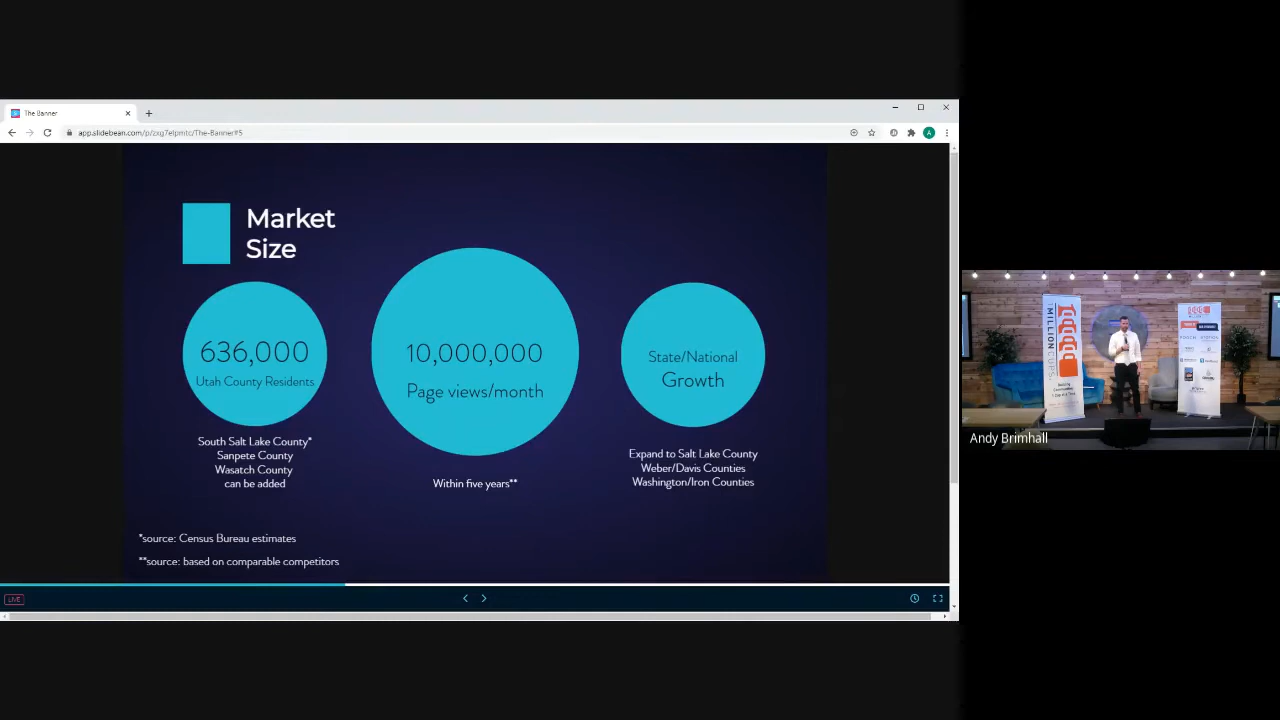 The Banner
app.slidebean.com/p/zxg7elpmtc/The-Banner#5
A
Market
Size
636,000
Utah County Residents
South Salt Lake County*
Sanpete County
Wasatch County
can be added
10,000,000
Page views/month
Within five years**
State/National
Growth
Expand to Salt Lake County
Weber/Davis Counties
Washington/Iron Counties
*source: Census Bureau estimates
**source: based on comparable competitors
LIVE
1MILLIONCUPS
Andy Brimhall